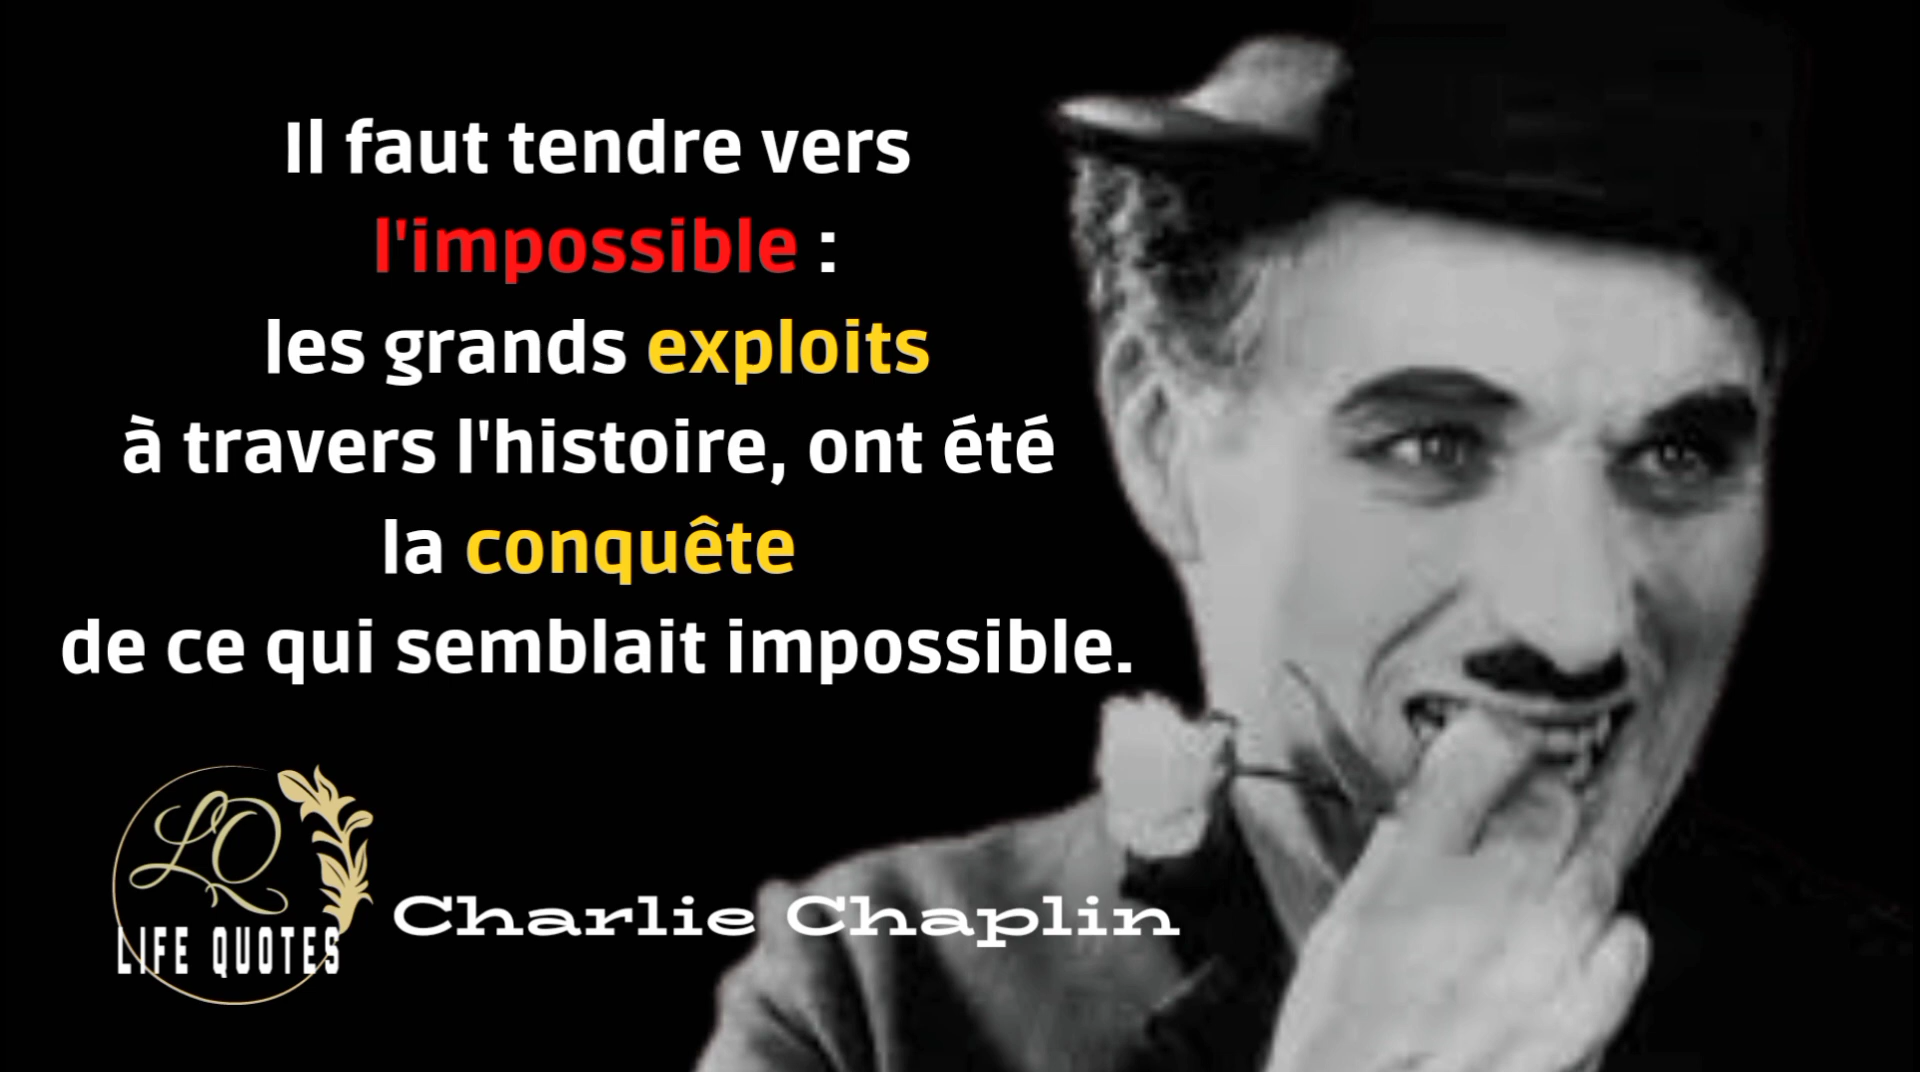 Il faut tendre vers
l'impossible :
les grands exploits
à travers l'histoire, ont été
la conquête
de ce qui semblait impossible.
LQ
LIFE QUOTES
Charlie Chaplin